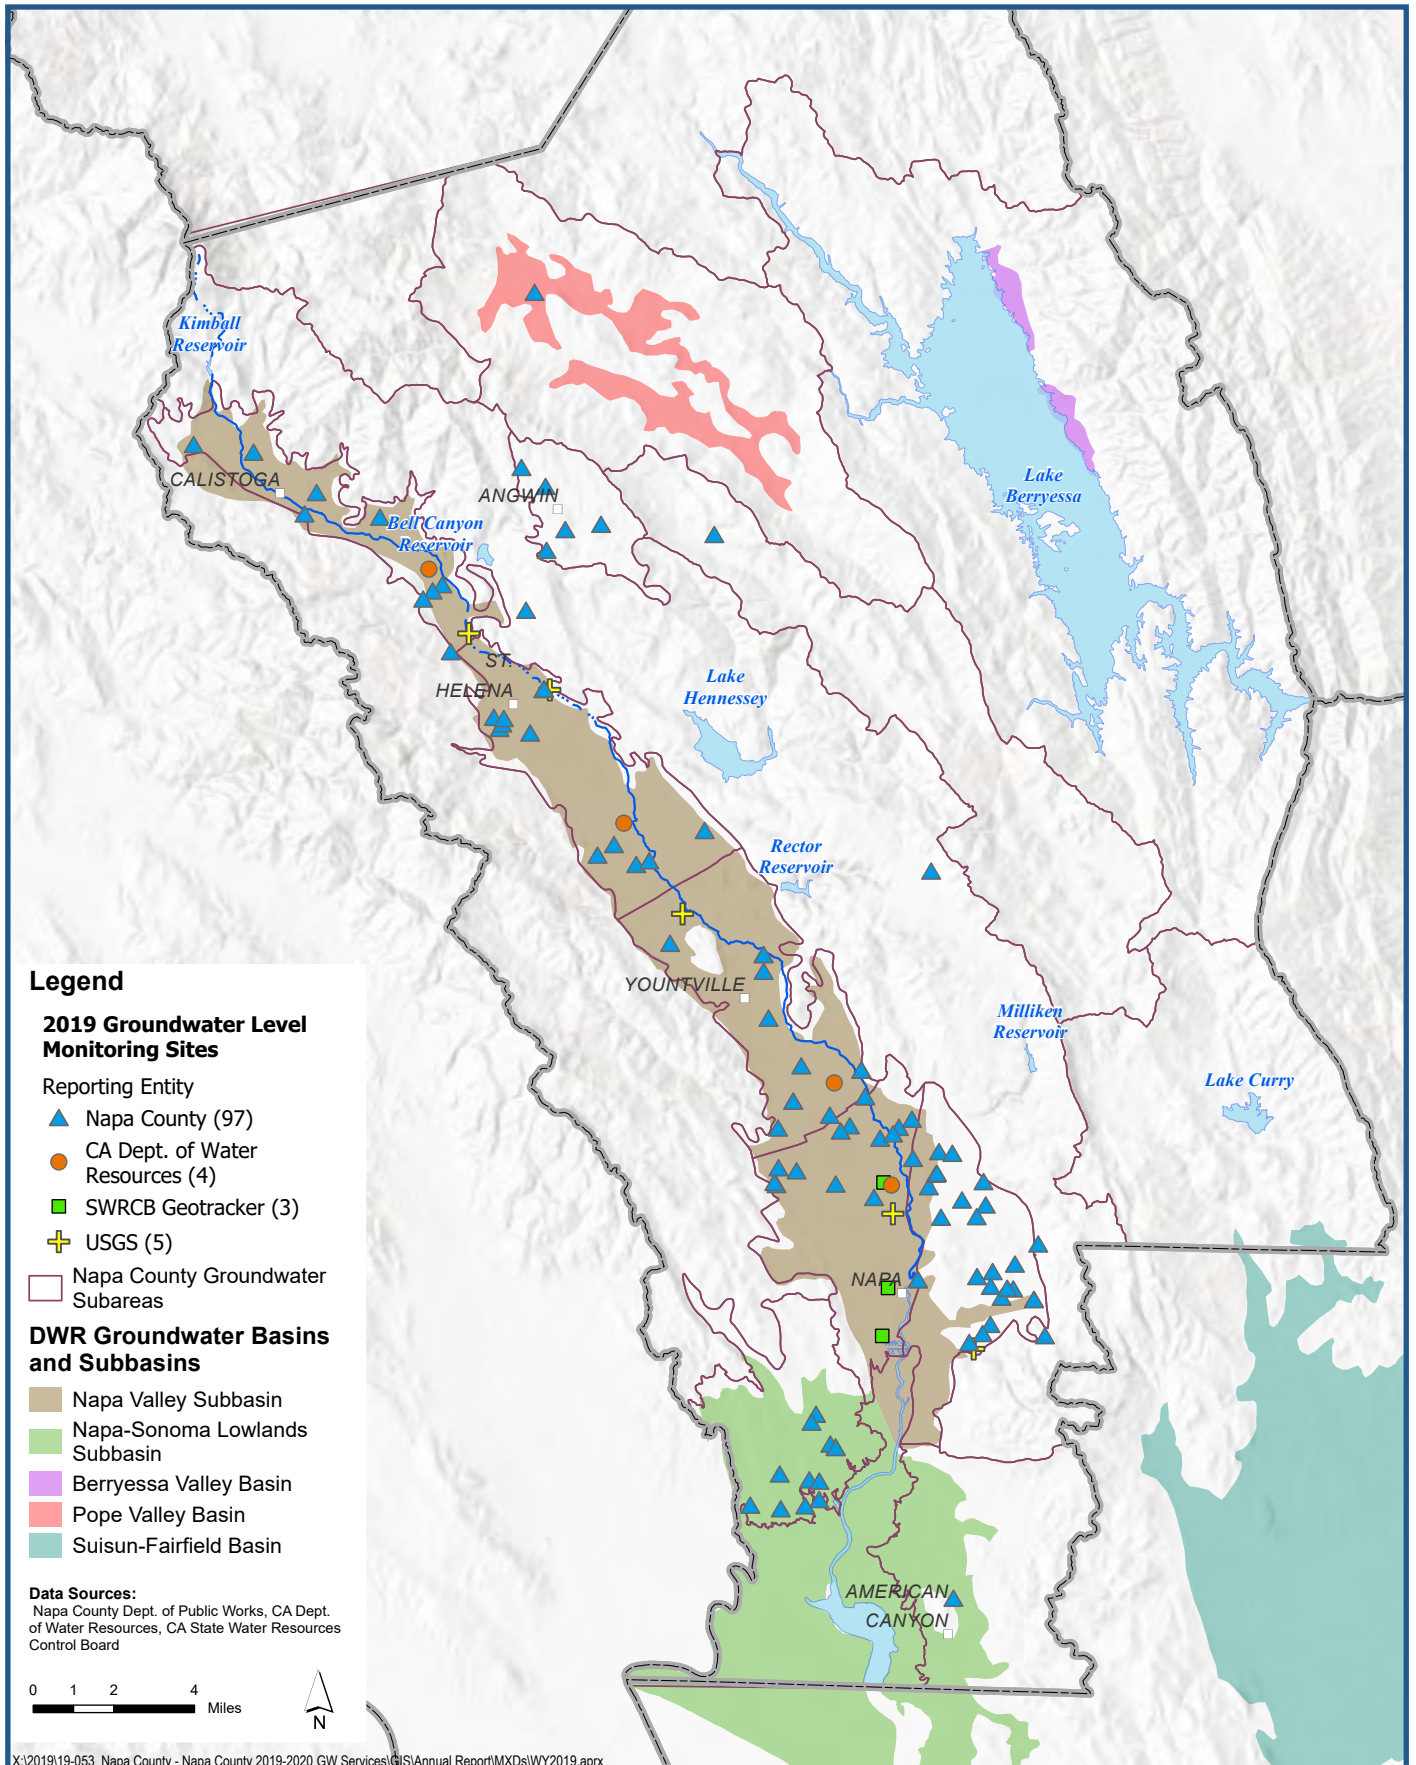 Kimball
Reservoir
CALISTOGA
ANGWIN
Bell Canyon
Reservoir
Lake
Berryessa
ST.
HELENA
Lake
Hennessey
Rector
Reservoir
YOUNTVILLE
Milliken
Reservoir
Lake Curry
NAPA
AMERICAN
CANYON
Legend
2019 Groundwater Level
Monitoring Sites
Reporting Entity
Napa County (97)
CA Dept. of Water
Resources (4)
SWRCB Geotracker (3)
USGS (5)
Napa County Groundwater
Subareas
DWR Groundwater Basins
and Subbasins
Napa Valley Subbasin
Napa-Sonoma Lowlands
Subbasin
Berryessa Valley Basin
Pope Valley Basin
Suisun-Fairfield Basin
Data Sources:
Napa County Dept. of Public Works, CA Dept.
of Water Resources, CA State Water Resources
Control Board
0 1 2 4
Miles
N
X:\2019\19-053 Napa County - Napa County 2019-2020 GW Services\GIS\Annual Report\MXDs\WY2019.aprx